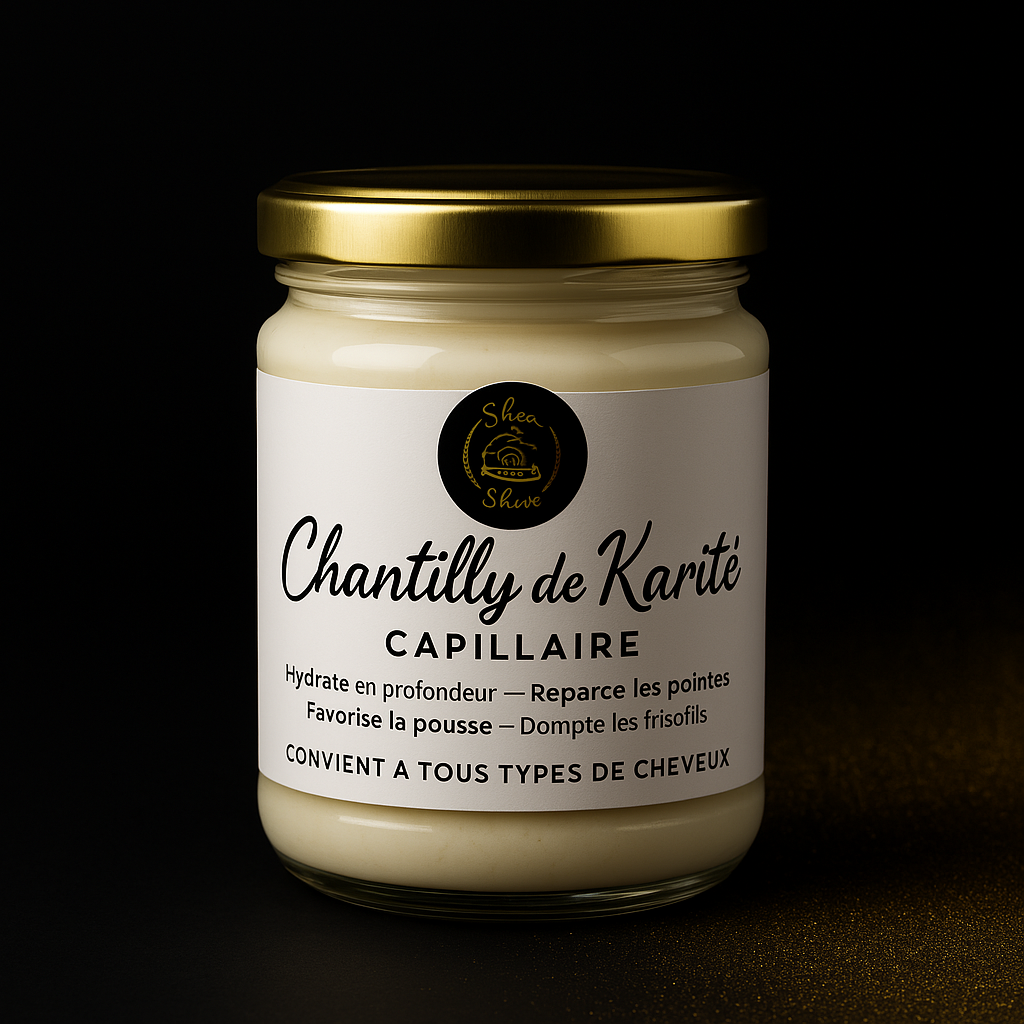 Shea
Shwe
Chantilly de Karité
CAPILLAIRE
Hydrate en profondeur — Reparce les pointes
Favorise la pousse – Dompte les frisofils
CONVIENT A TOUS TYPES DE CHEVEUX